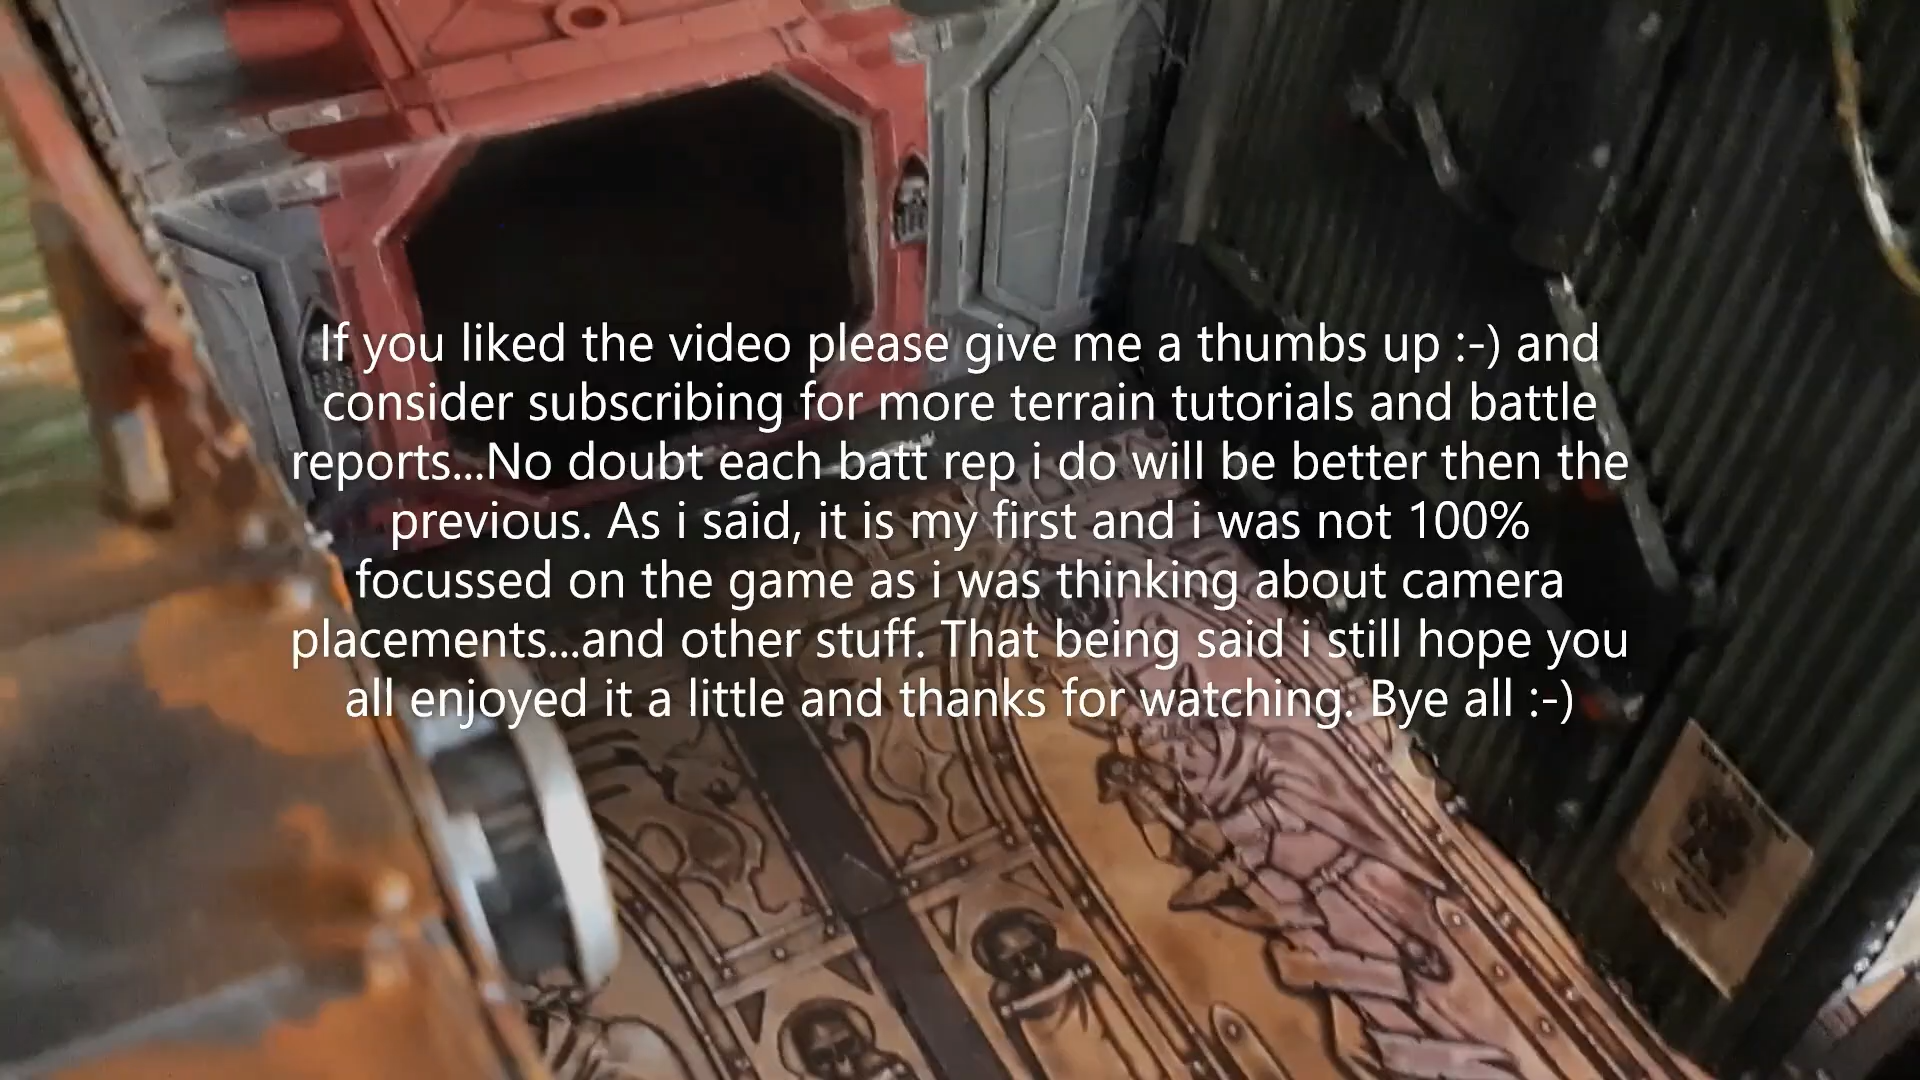 If you liked the video please give me a thumbs up :-) and
consider subscribing for more terrain tutorials and battle
reports...No doubt each batt rep i do will be better then the
previous. As i said, it is my first and i was not 100%
focussed on the game as i was thinking about camera
placements...and other stuff. That being said i still hope you
all enjoyed it a little and thanks for watching. Bye all :-)